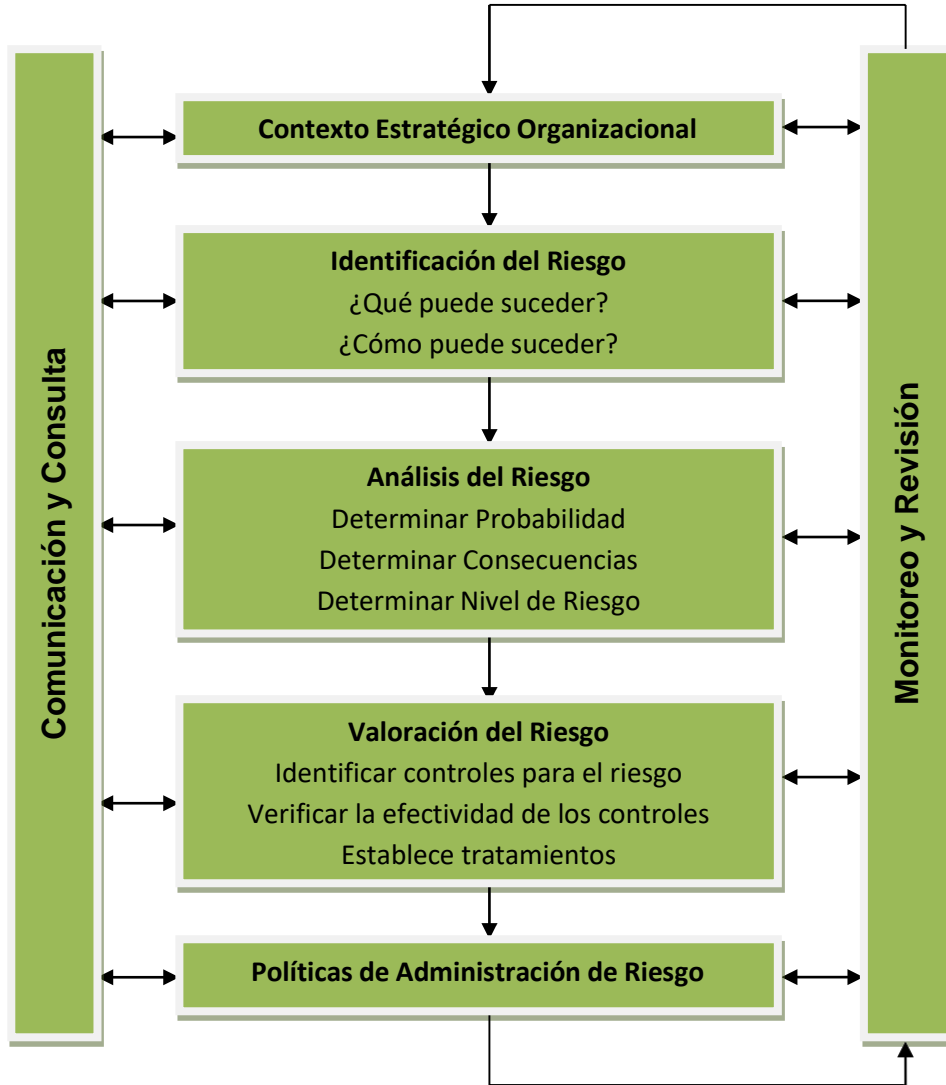 Comunicación y Consulta
Contexto Estratégico Organizacional
Identificación del Riesgo
¿Qué puede suceder?
¿Cómo puede suceder?
Análisis del Riesgo
Determinar Probabilidad
Determinar Consecuencias
Determinar Nivel de Riesgo
Valoración del Riesgo
Identificar controles para el riesgo
Verificar la efectividad de los controles
Establece tratamientos
Políticas de Administración de Riesgo
Monitoreo y Revisión